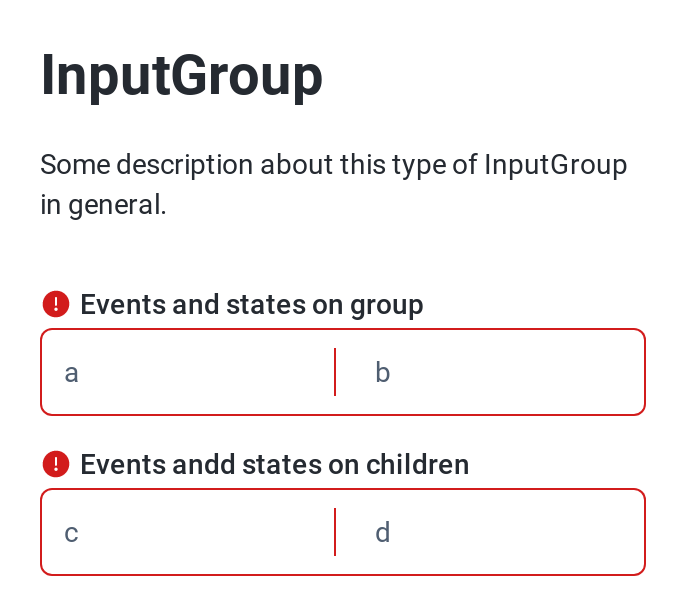 InputGroup
Some description about this type of InputGroup
in general.
Events and states on group
a b
Events andd states on children
c d